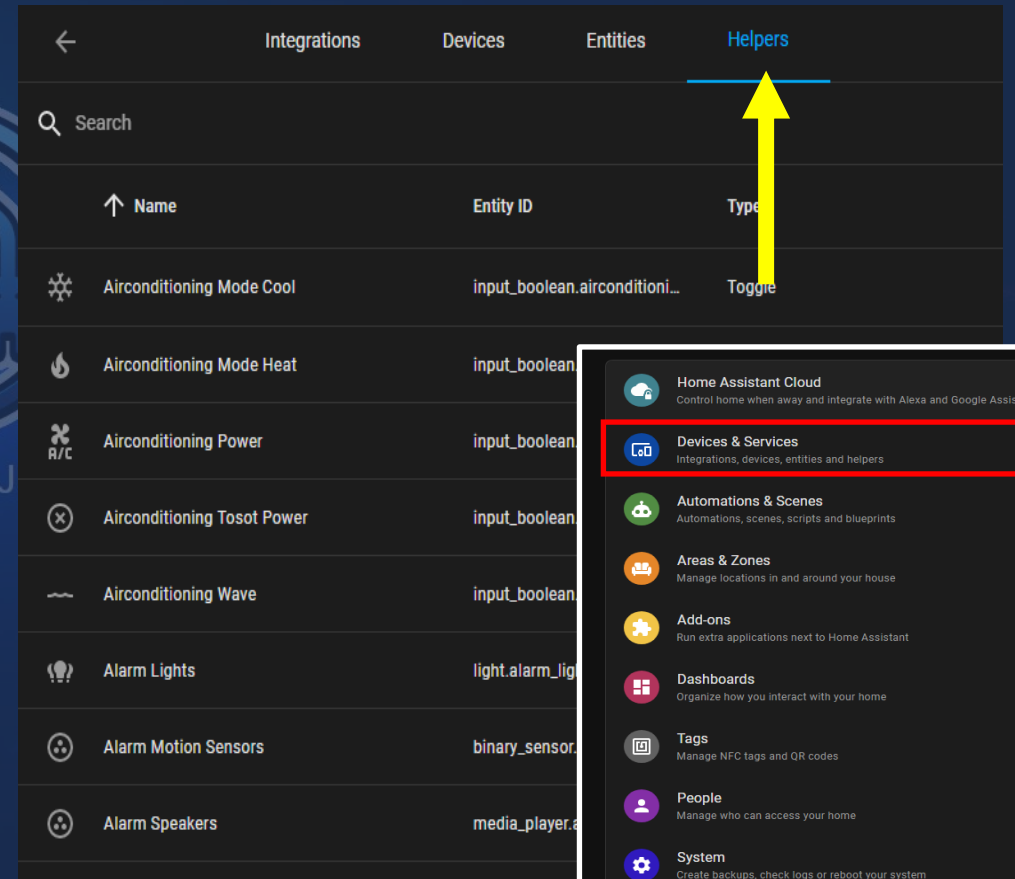 Integrations Devices Entities Helpers
Search
Name Entity ID Type
Airconditioning Mode Cool input_boolean.airconditioni... Toggle
Airconditioning Mode Heat input_boolean.
A/C Airconditioning Power input_boolean.
Airconditioning Tosot Power input_boolean.
Airconditioning Wave input_boolean.
Alarm Lights light.alarm_lig
Alarm Motion Sensors binary_sensor.
Alarm Speakers media_player.a
Home Assistant Cloud
Control home when away and integrate with Alexa and Google Assis
Devices & Services
Integrations, devices, entities and helpers
Automations & Scenes
Automations, scenes, scripts and blueprints
Areas & Zones
Manage locations in and around your house
Add-ons
Run extra applications next to Home Assistant
Dashboards
Organize how you interact with your home
Tags
Manage NFC tags and QR codes
People
Manage who can access your home
System
Create backups, check logs or reboot your system